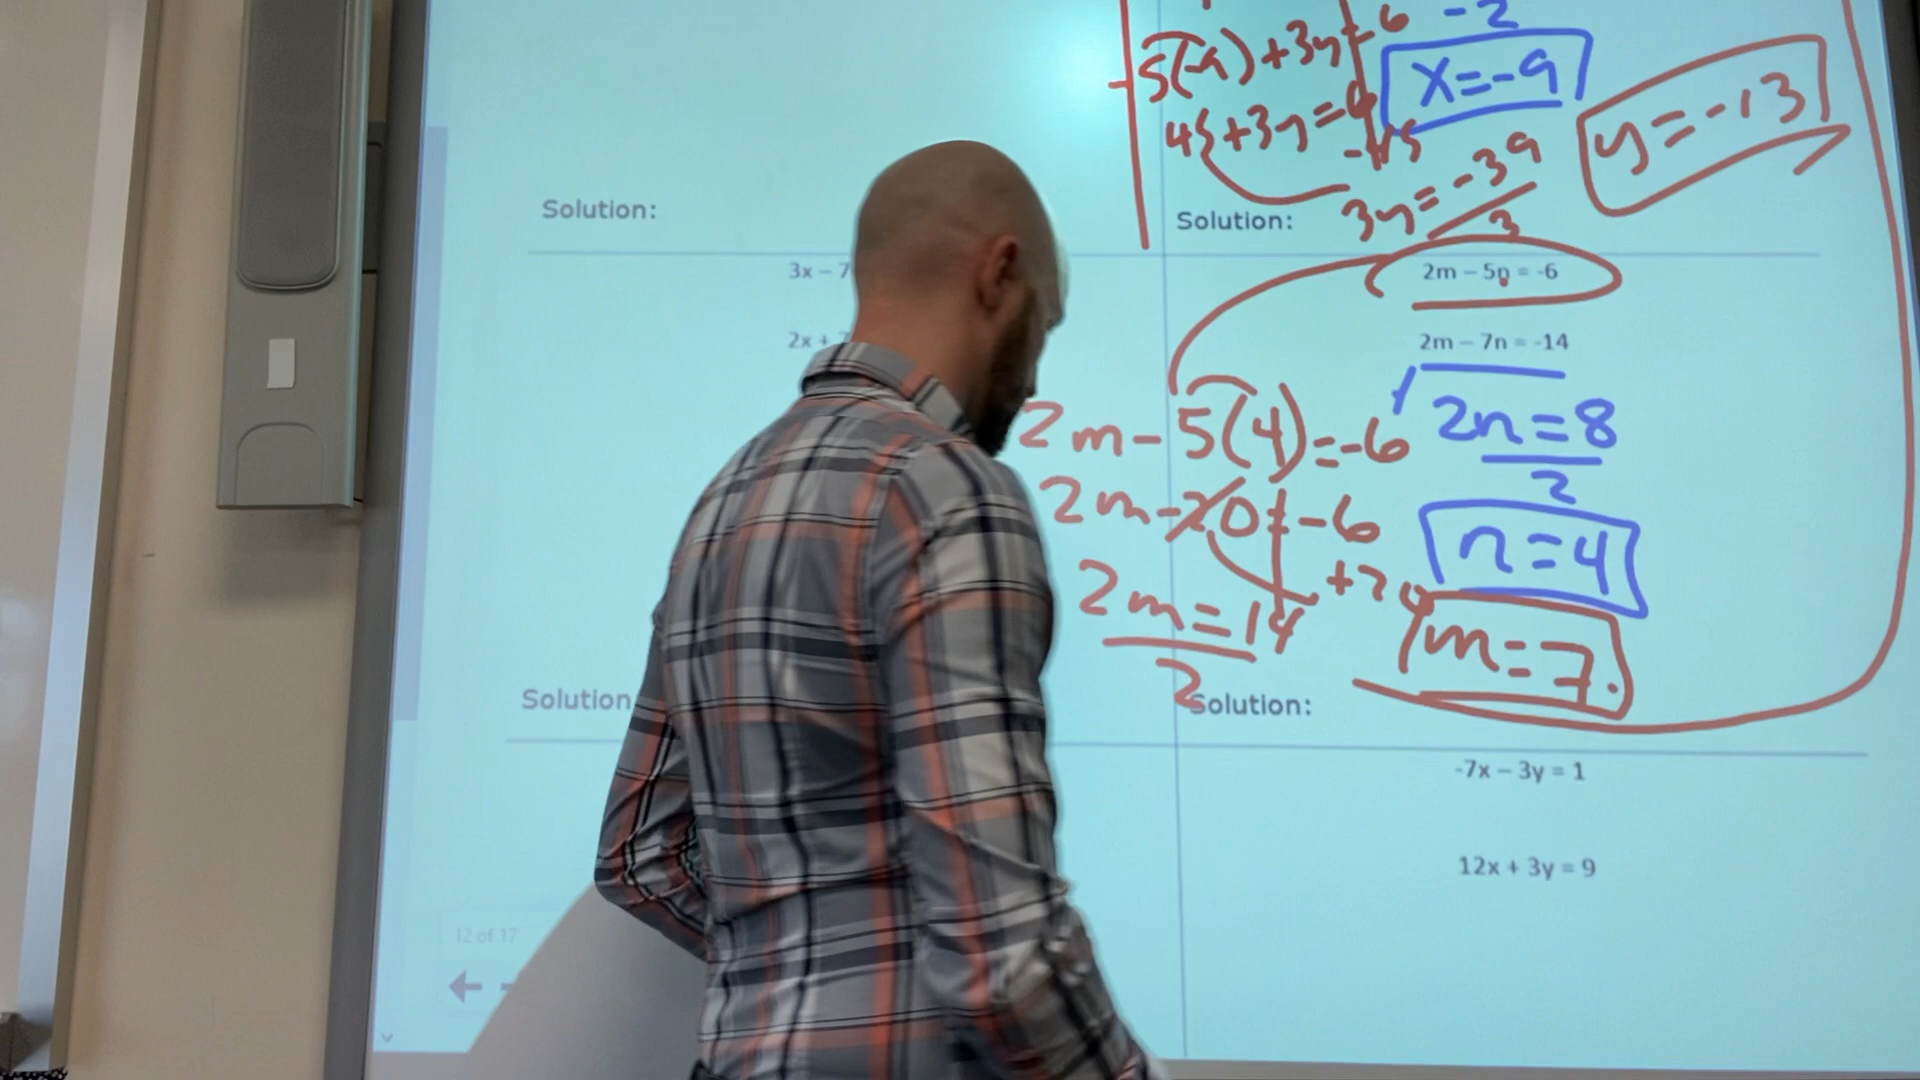 -2
5(-9)+3y=-6
x=-9
y=-13
45+3y=6
-45
3y=-39
3
Solution:
Solution:
3x – 7
2m – 5n = -6
2x +
2m – 7n = -14
2m-5(4)=-6
2n=8
2
2m-20=-6
n=4
+20
2m=14
2
m=7.
Solution
Solution:
-7x – 3y = 1
12x + 3y = 9
12 of 17